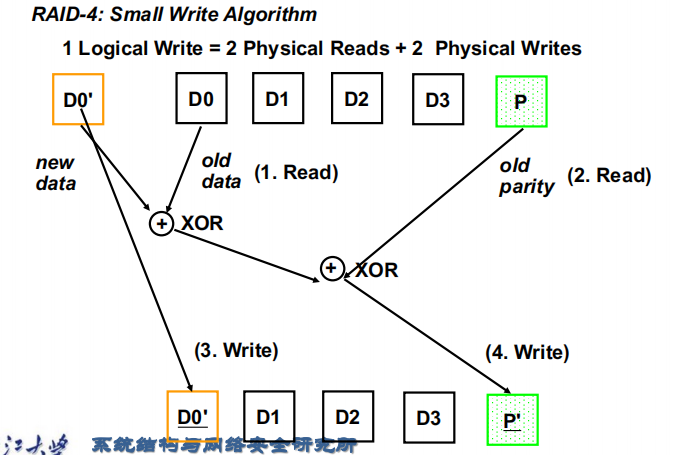 RAID-4: Small Write Algorithm
1 Logical Write = 2 Physical Reads + 2 Physical Writes
D0' D0 D1 D2 D3 P
new data
old data (1. Read)
old parity (2. Read)
+ XOR
+ XOR
(3. Write)
(4. Write)
D0' D1 D2 D3 P'
江大学 系统结构与网络安全研究所